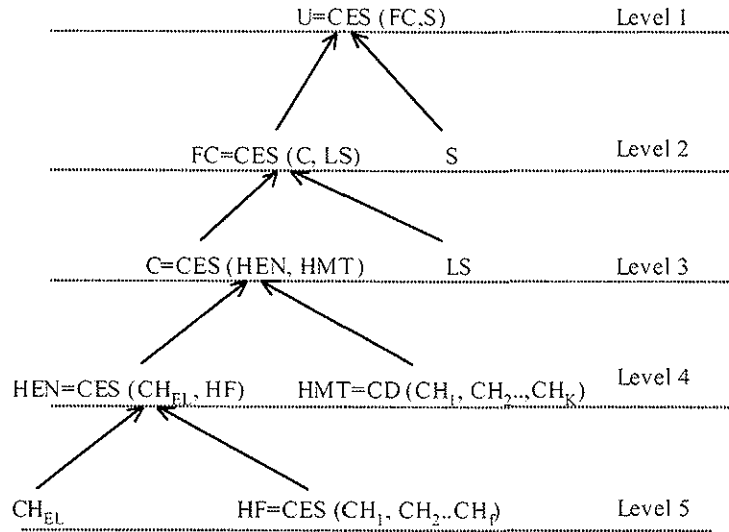 U=CES (FC,S) Level 1
FC=CES (C, LS) S Level 2
C=CES (HEN, HMT) LS Level 3
HEN=CES (CH_EL, HF) HMT=CD (CH_1, CH_2..,CH_K) Level 4
CH_EL HF=CES (CH_1, CH_2..CH_f) Level 5